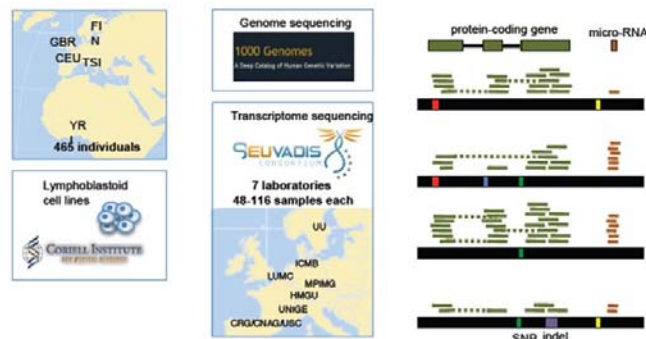 FI
N
GBR
CEU TSI
YR
I
465 individuals
Lymphoblastoid
cell lines
CORIELL INSTITUTE
Genome sequencing
1000 Genomes
A Deep Catalog of Human Genetic Variation
Transcriptome sequencing
GEUVADIS
CONSORTIUM
7 laboratories
48-116 samples each
UU
ICMB
LUMC
MPIMG
HMGU
UNIGE
CRG/CNAG/USC
protein-coding gene
micro-RNA
SNP indel